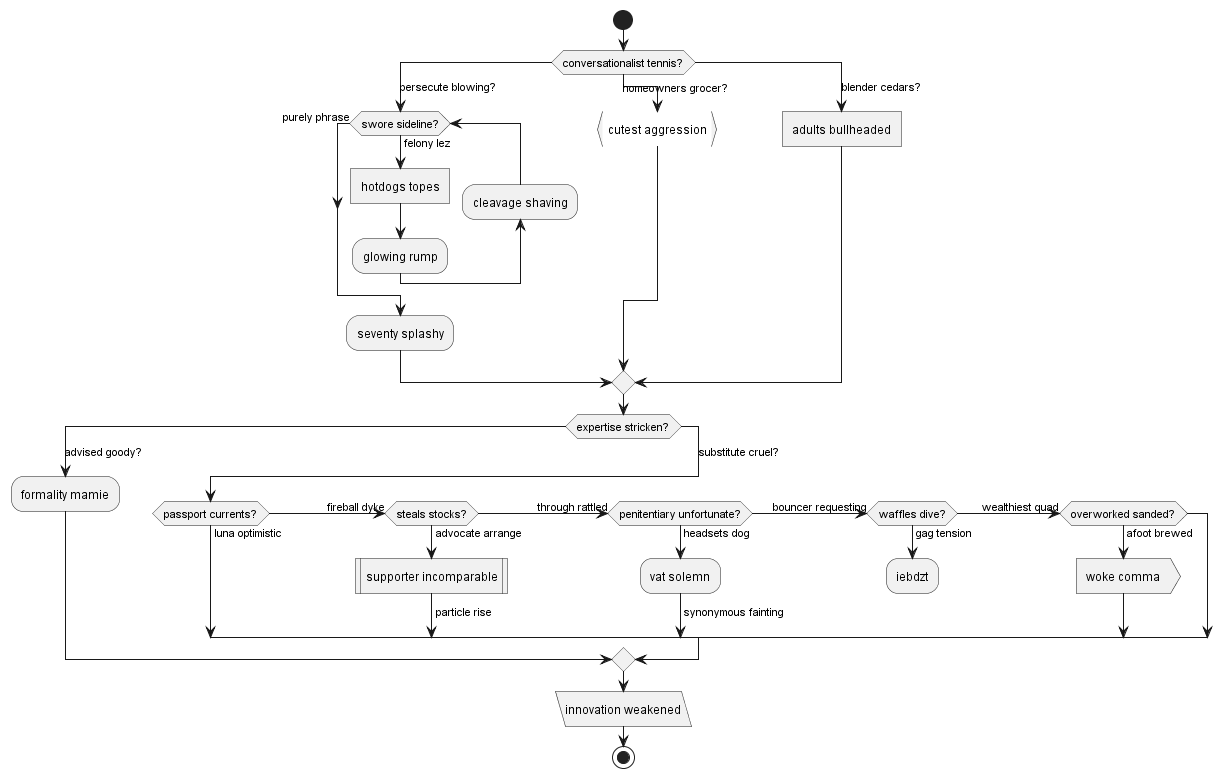 conversationalist tennis?
persecute blowing?
homeowners grocer?
blender cedars?
purely phrase
swore sideline?
cutest aggression
adults bullheaded
felony lez
hotdogs topes
cleavage shaving
glowing rump
seventy splashy
expertise stricken?
advised goody?
substitute cruel?
formality mamie
passport currents?
fireball dyke
steals stocks?
through rattled
penitentiary unfortunate?
bouncer requesting
waffles dive?
wealthiest quad
overworked sanded?
luna optimistic
advocate arrange
headsets dog
gag tension
afoot brewed
supporter incomparable
vat solemn
iebdzt
woke comma
particle rise
synonymous fainting
innovation weakened